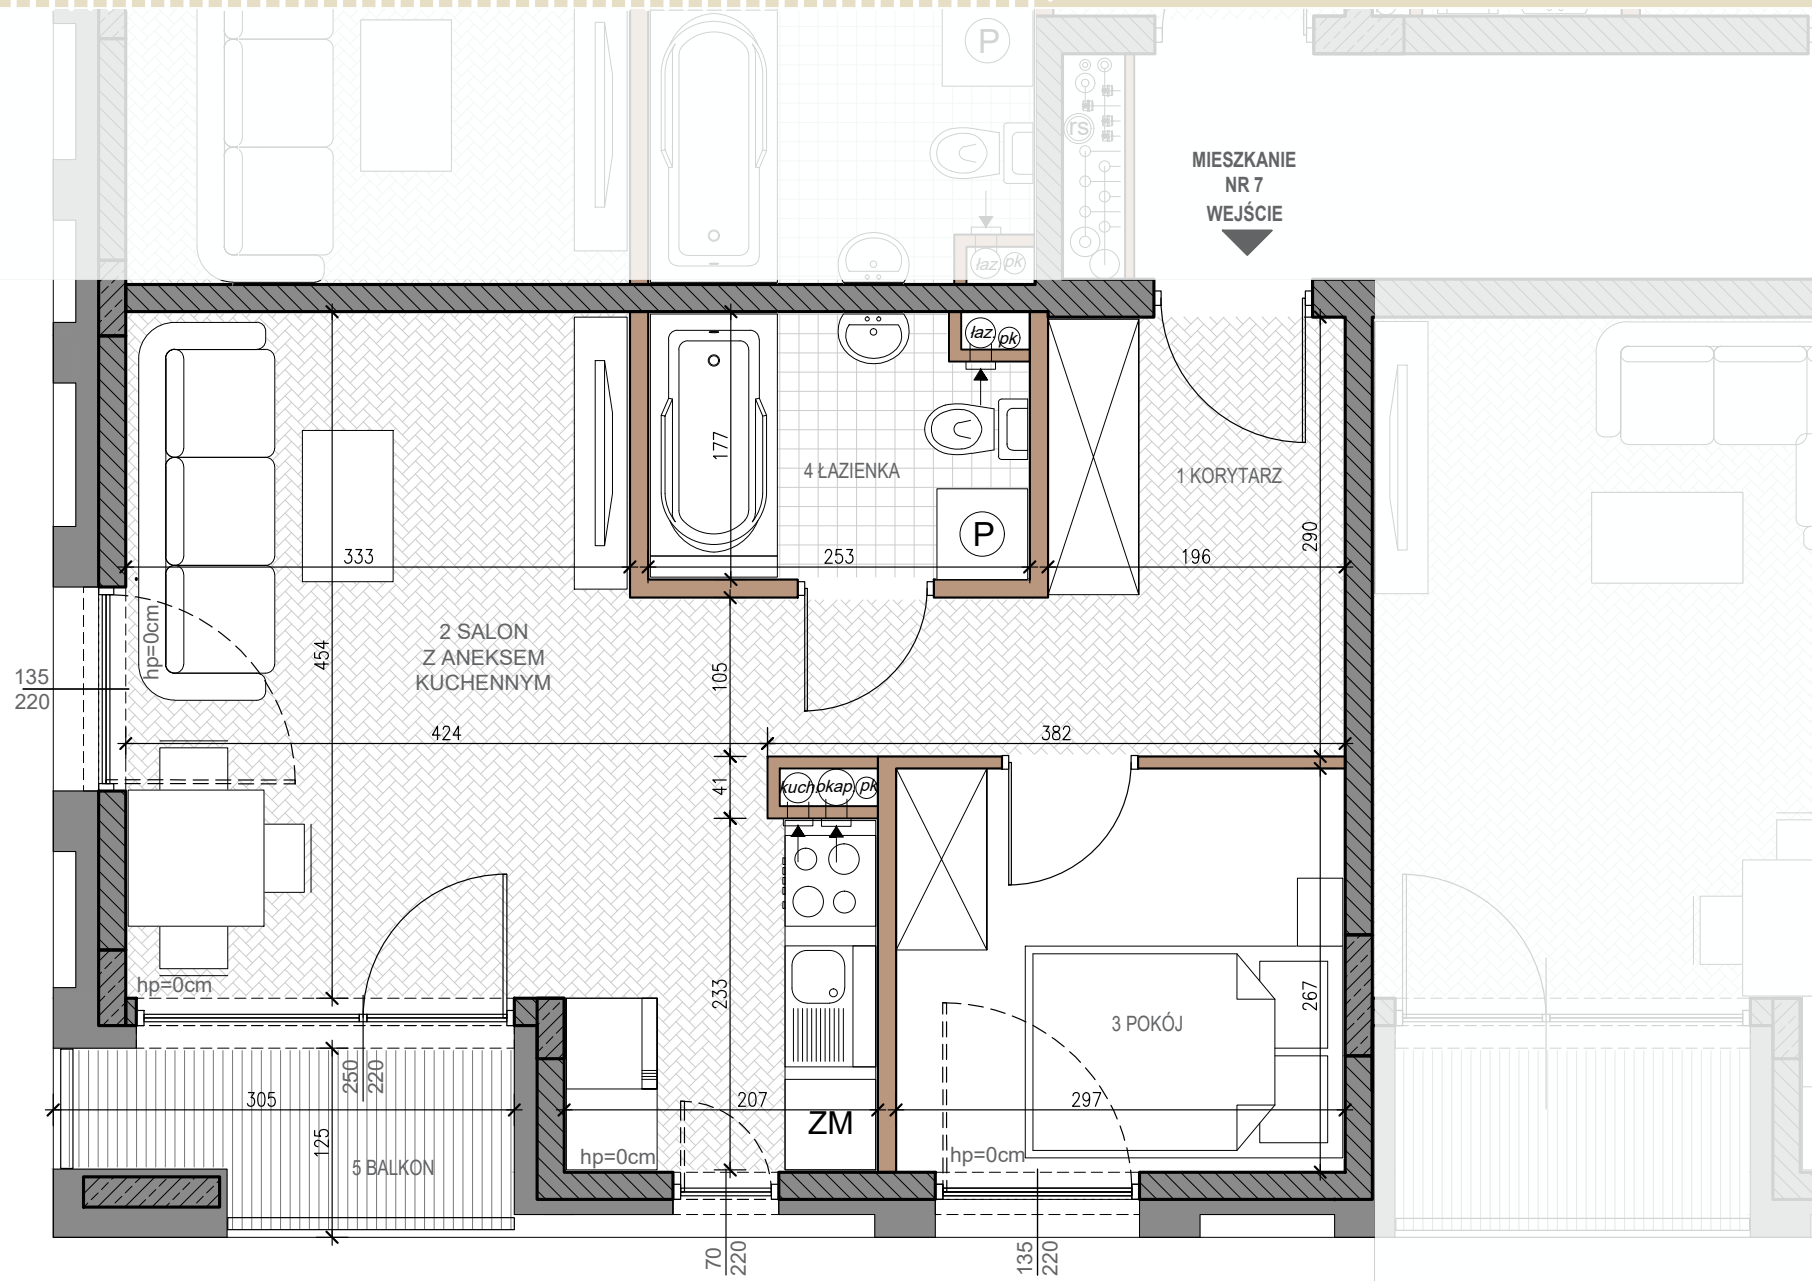 P
rs
MIESZKANIE
NR 7
WEJŚCIE
łaz
pk
łaz.
pk
177
4 ŁAZIENKA
1 KORYTARZ
P
290
333
253
196
hp=0cm
2 SALON
Z ANEKSEM
KUCHENNYM
454
105
135
220
424
382
41
kuch.
okap
pk
233
hp=0cm
267
3 POKÓJ
250
220
305
207
297
ZM
125
5 BALKON
hp=0cm
hp=0cm
70
220
135
220